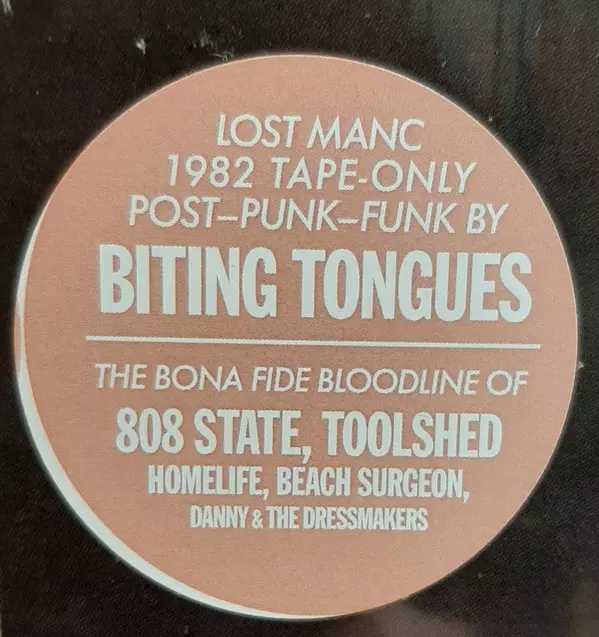 LOST MANC
1982 TAPE-ONLY
POST–PUNK–FUNK BY
BITING TONGUES
THE BONA FIDE BLOODLINE OF
808 STATE, TOOLSHED
HOMELIFE, BEACH SURGEON,
DANNY & THE DRESSMAKERS